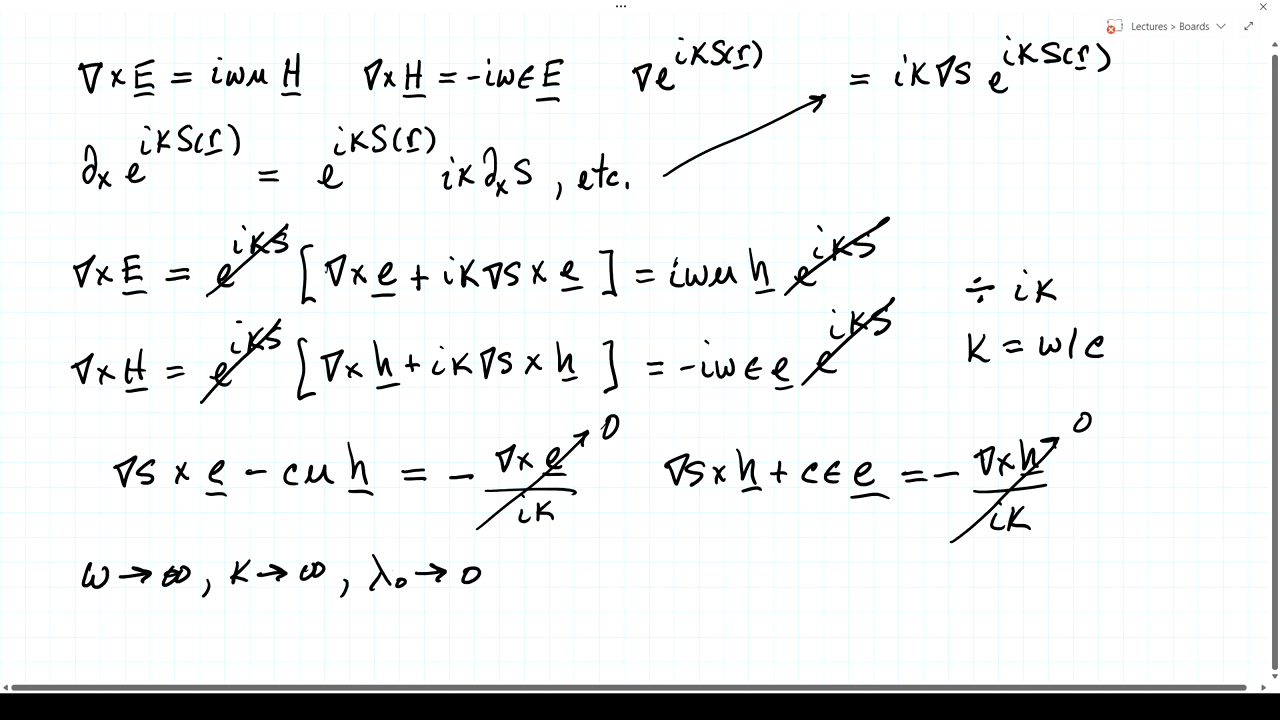 ...
Lectures > Boards
∇×E̲ = iωμ H̲   ∇×H̲ = -iωϵ E̲   ∇e^{iKS(r̲)} = iK∇S e^{iKS(r̲)}
∂ₓ e^{iKS(r̲)} = e^{iKS(r̲)} iK∂ₓS , etc.
∇×E̲ = e^{iKS} [ ∇×e̲ + iK∇S × e̲ ] = iωμ h̲ e^{iKS}   ÷ iK
∇×H̲ = e^{iKS} [ ∇×h̲ + iK∇S × h̲ ] = -iωϵ e̲ e^{iKS}   K = ω/c
∇S × e̲ - cμ h̲ = - ∇×e̲ / iK → 0   ∇S×h̲ + cϵ e̲ = - ∇×h̲ / iK → 0
ω→∞, K→∞, λ₀→0